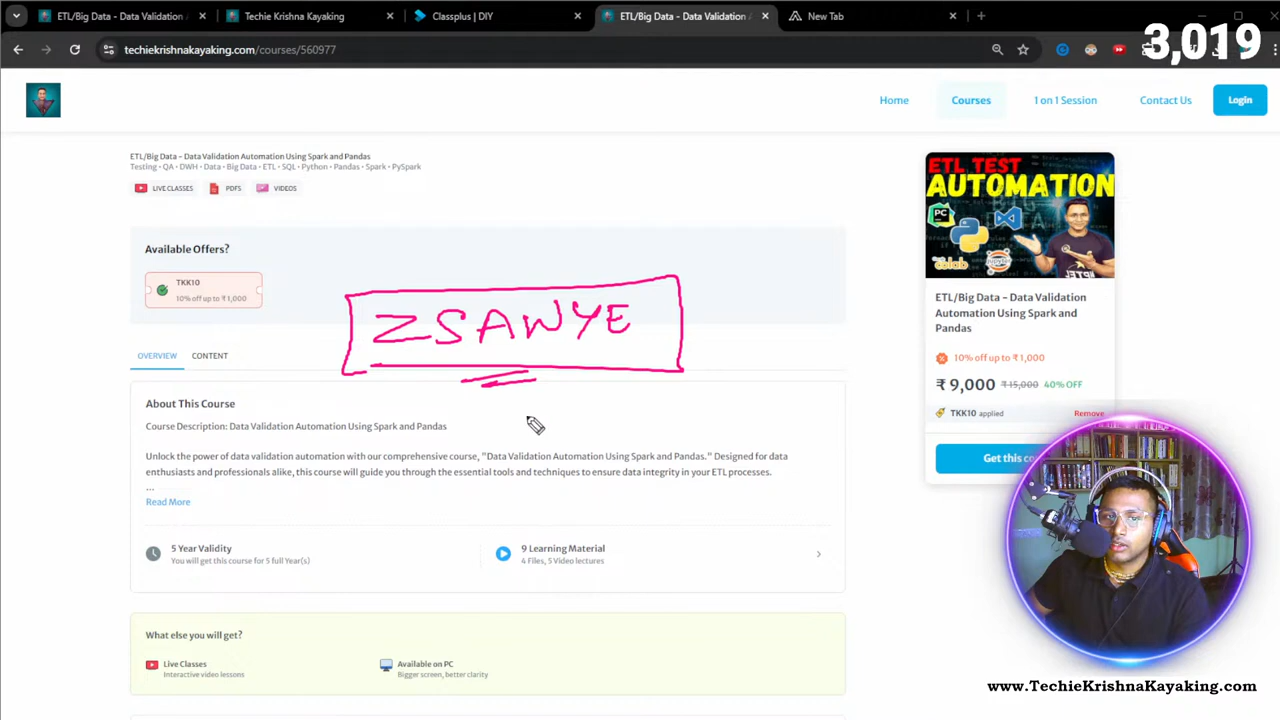 ETL/Big Data - Data Validation
Techie Krishna Kayaking
Classplus | DIY
ETL/Big Data - Data Validation
New Tab
techiekrishnakayaking.com/courses/560977
3,019
Home
Courses
1 on 1 Session
Contact Us
Login
ETL/Big Data - Data Validation Automation Using Spark and Pandas
Testing • QA • DWH • Data • Big Data • ETL • SQL • Python • Pandas • Spark • PySpark
LIVE CLASSES
PDFS
VIDEOS
Available Offers?
TKK10
10% off up to ₹ 1,000
ZSAWYE
OVERVIEW
CONTENT
About This Course
Course Description: Data Validation Automation Using Spark and Pandas
Unlock the power of data validation automation with our comprehensive course, "Data Validation Automation Using Spark and Pandas." Designed for data
enthusiasts and professionals alike, this course will guide you through the essential tools and techniques to ensure data integrity in your ETL processes.
...
Read More
5 Year Validity
You will get this course for 5 full Year(s)
9 Learning Material
4 Files, 5 Video lectures
What else you will get?
Live Classes
Interactive video lessons
Available on PC
Bigger screen, better clarity
ETL TEST
AUTOMATION
PC
colab
jupyter
ETL/Big Data - Data Validation
Automation Using Spark and
Pandas
10% off up to ₹ 1,000
₹ 9,000 ₹ 15,000 40% OFF
TKK10 applied
Remove
Get this co
www.TechieKrishnaKayaking.com